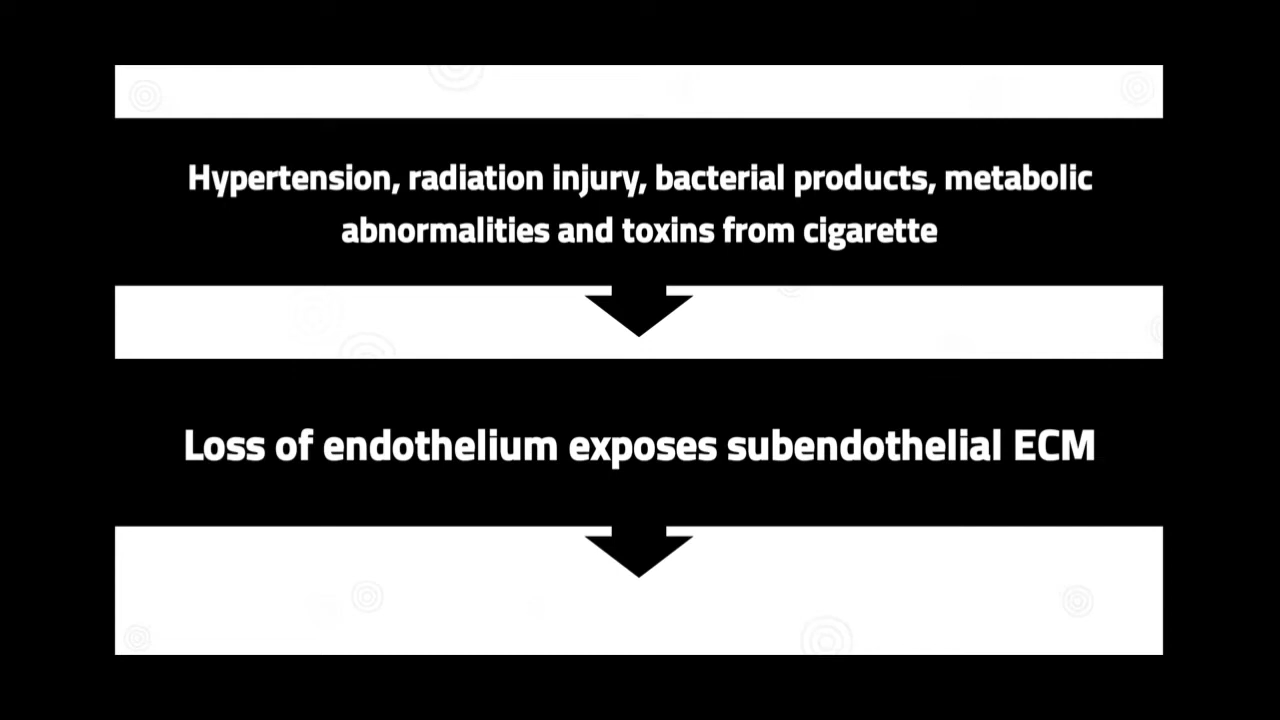 Hypertension, radiation injury, bacterial products, metabolic
abnormalities and toxins from cigarette
Loss of endothelium exposes subendothelial ECM